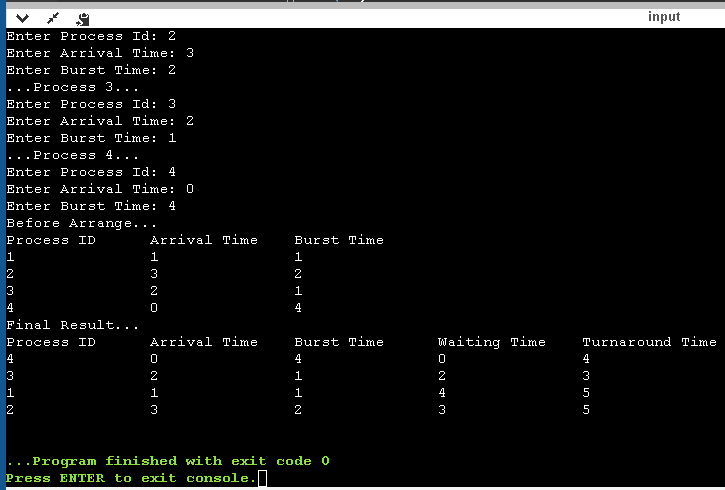 input
Enter Process Id: 2
Enter Arrival Time: 3
Enter Burst Time: 2
...Process 3...
Enter Process Id: 3
Enter Arrival Time: 2
Enter Burst Time: 1
...Process 4...
Enter Process Id: 4
Enter Arrival Time: 0
Enter Burst Time: 4
Before Arrange...
Process ID Arrival Time Burst Time
1 1 1
2 3 2
3 2 1
4 0 4
Final Result...
Process ID Arrival Time Burst Time Waiting Time Turnaround Time
4 0 4 0 4
3 2 1 2 3
1 1 1 4 5
2 3 2 3 5
...Program finished with exit code 0
Press ENTER to exit console.